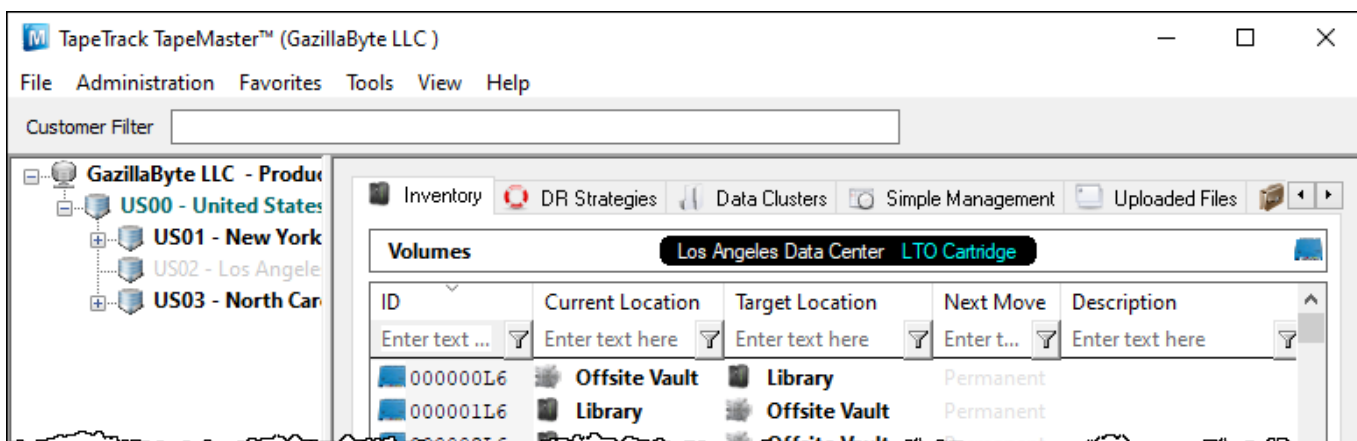 TapeTrack TapeMaster™ (GazillaByte LLC )
File Administration Favorites Tools View Help
Customer Filter
GazillaByte LLC - Produc
US00 - United States
US01 - New York
US02 - Los Angele
US03 - North Car
Inventory DR Strategies Data Clusters Simple Management Uploaded Files
Volumes Los Angeles Data Center LTO Cartridge
ID Current Location Target Location Next Move Description
Enter text ... Enter text here Enter text here Enter t... Enter text here
000000L6 Offsite Vault Library Permanent
000001L6 Library Offsite Vault Permanent